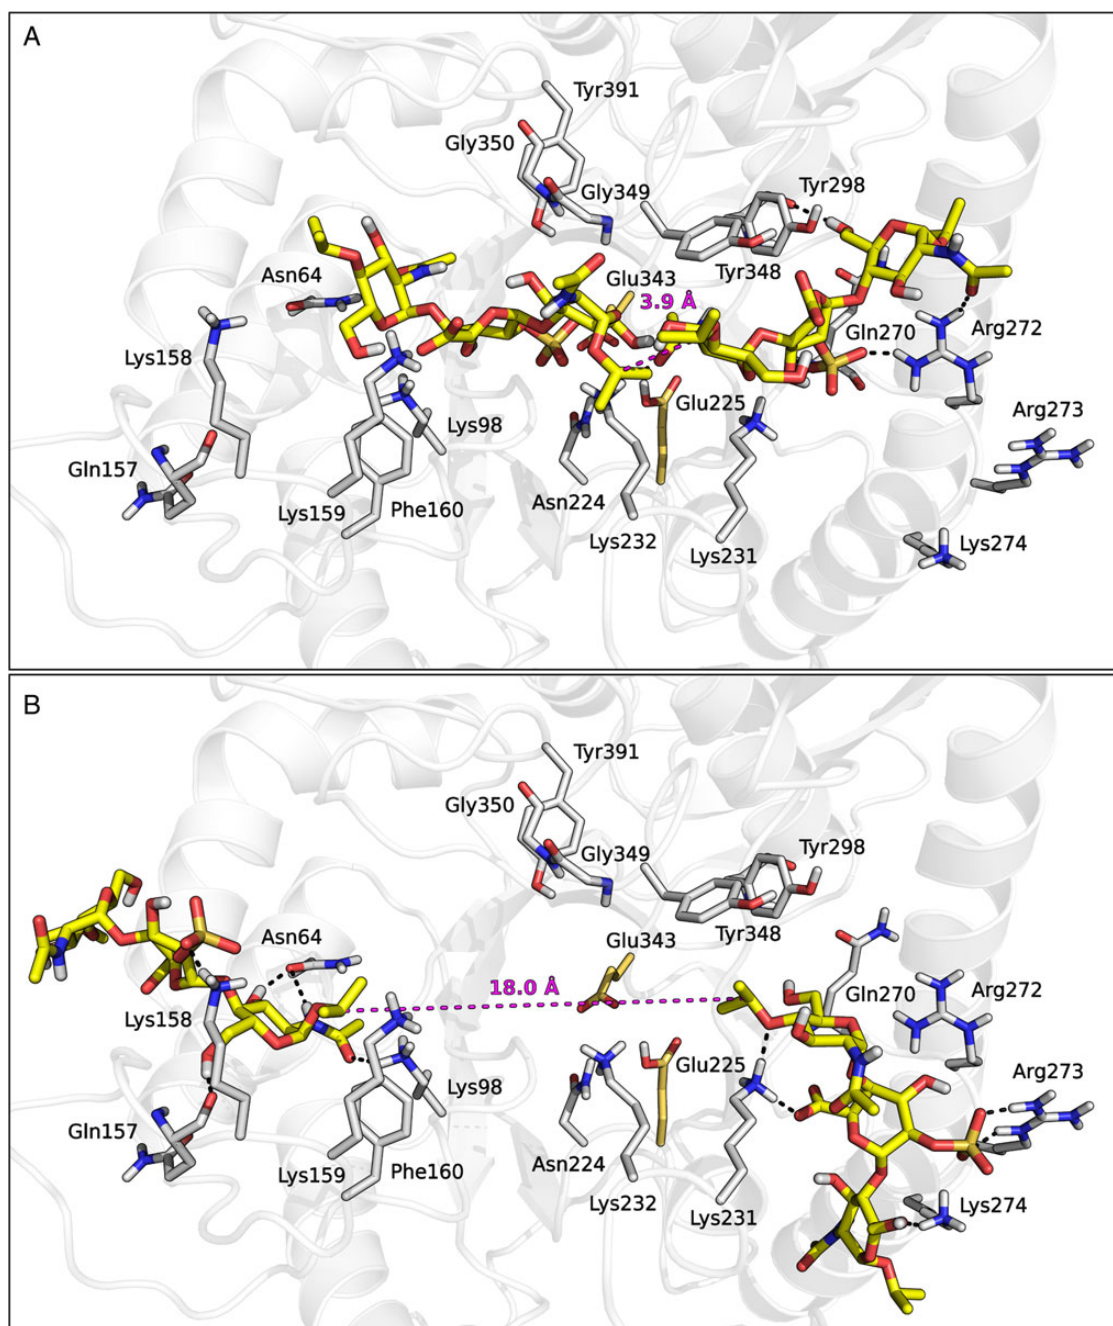 A
Tyr391
Gly350
Gly349
Tyr298
Asn64
Glu343
Tyr348
3.9 Å
Gln270
Arg272
Lys158
Glu225
Arg273
Lys98
Gln157
Asn224
Lys159
Phe160
Lys232
Lys231
Lys274
B
Tyr391
Gly350
Gly349
Tyr298
Asn64
Glu343
Tyr348
18.0 Å
Gln270
Arg272
Lys158
Glu225
Arg273
Lys98
Gln157
Asn224
Lys159
Phe160
Lys232
Lys231
Lys274